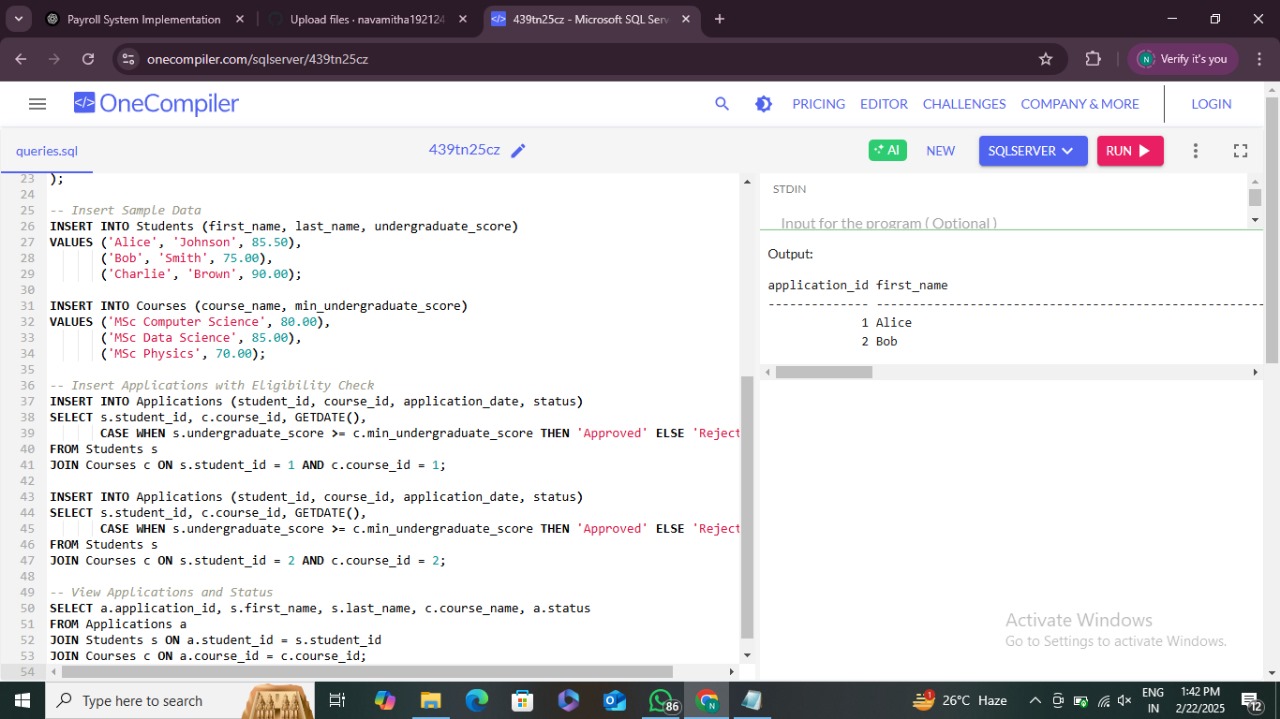 Payroll System Implementation
Upload files · navamitha192124
439tn25cz - Microsoft SQL Serv
onecompiler.com/sqlserver/439tn25cz
N
Verify it's you
</> OneCompiler
PRICING
EDITOR
CHALLENGES
COMPANY & MORE
LOGIN
queries.sql
439tn25cz
AI
NEW
SQLSERVER
RUN
23 );
24
25 -- Insert Sample Data
26 INSERT INTO Students (first_name, last_name, undergraduate_score)
27 VALUES ('Alice', 'Johnson', 85.50),
28 ('Bob', 'Smith', 75.00),
29 ('Charlie', 'Brown', 90.00);
30
31 INSERT INTO Courses (course_name, min_undergraduate_score)
32 VALUES ('MSc Computer Science', 80.00),
33 ('MSc Data Science', 85.00),
34 ('MSc Physics', 70.00);
35
36 -- Insert Applications with Eligibility Check
37 INSERT INTO Applications (student_id, course_id, application_date, status)
38 SELECT s.student_id, c.course_id, GETDATE(),
39 CASE WHEN s.undergraduate_score >= c.min_undergraduate_score THEN 'Approved' ELSE 'Reject
40 FROM Students s
41 JOIN Courses c ON s.student_id = 1 AND c.course_id = 1;
42
43 INSERT INTO Applications (student_id, course_id, application_date, status)
44 SELECT s.student_id, c.course_id, GETDATE(),
45 CASE WHEN s.undergraduate_score >= c.min_undergraduate_score THEN 'Approved' ELSE 'Reject
46 FROM Students s
47 JOIN Courses c ON s.student_id = 2 AND c.course_id = 2;
48
49 -- View Applications and Status
50 SELECT a.application_id, s.first_name, s.last_name, c.course_name, a.status
51 FROM Applications a
52 JOIN Students s ON a.student_id = s.student_id
53 JOIN Courses c ON a.course_id = c.course_id;
54
STDIN
Input for the program ( Optional )
Output:
application_id first_name
-------------- --------------------------------------------------
1 Alice
2 Bob
Activate Windows
Go to Settings to activate Windows.
Type here to search
86
N
1
26°C Haze
ENG
IN
1:42 PM
2/22/2025
12